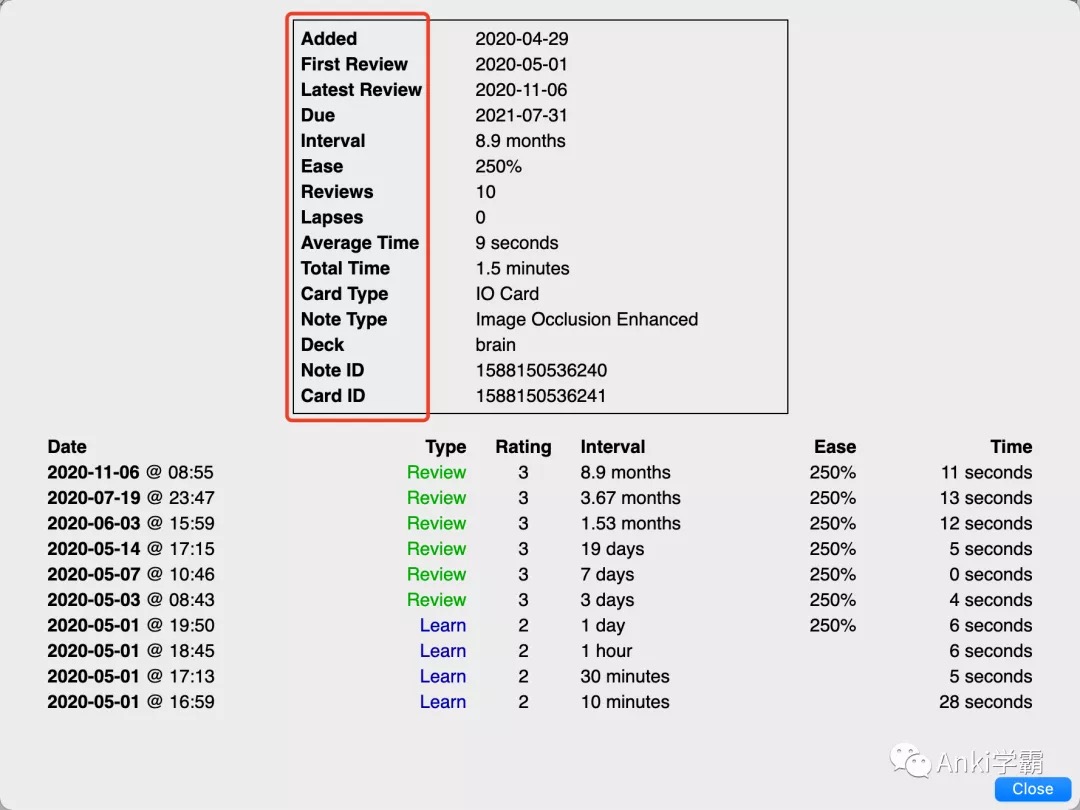 Added 2020-04-29
First Review 2020-05-01
Latest Review 2020-11-06
Due 2021-07-31
Interval 8.9 months
Ease 250%
Reviews 10
Lapses 0
Average Time 9 seconds
Total Time 1.5 minutes
Card Type IO Card
Note Type Image Occlusion Enhanced
Deck brain
Note ID 1588150536240
Card ID 1588150536241
Date Type Rating Interval Ease Time
2020-11-06 @ 08:55 Review 3 8.9 months 250% 11 seconds
2020-07-19 @ 23:47 Review 3 3.67 months 250% 13 seconds
2020-06-03 @ 15:59 Review 3 1.53 months 250% 12 seconds
2020-05-14 @ 17:15 Review 3 19 days 250% 5 seconds
2020-05-07 @ 10:46 Review 3 7 days 250% 0 seconds
2020-05-03 @ 08:43 Review 3 3 days 250% 4 seconds
2020-05-01 @ 19:50 Learn 2 1 day 250% 6 seconds
2020-05-01 @ 18:45 Learn 2 1 hour 6 seconds
2020-05-01 @ 17:13 Learn 2 30 minutes 5 seconds
2020-05-01 @ 16:59 Learn 2 10 minutes 28 seconds
Anki学霸
Close